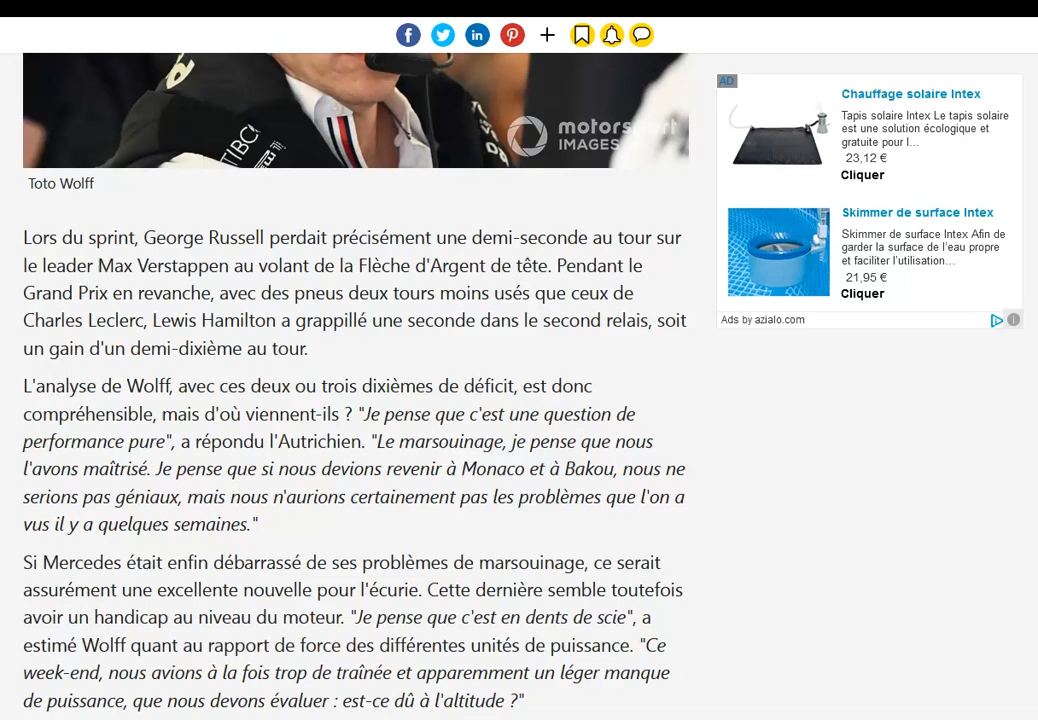 TIBC
motorsport
IMAGES
Toto Wolff
Lors du sprint, George Russell perdait précisément une demi-seconde au tour sur
le leader Max Verstappen au volant de la Flèche d'Argent de tête. Pendant le
Grand Prix en revanche, avec des pneus deux tours moins usés que ceux de
Charles Leclerc, Lewis Hamilton a grappillé une seconde dans le second relais, soit
un gain d'un demi-dixième au tour.
L'analyse de Wolff, avec ces deux ou trois dixièmes de déficit, est donc
compréhensible, mais d'où viennent-ils ? "Je pense que c'est une question de
performance pure", a répondu l'Autrichien. "Le marsouinage, je pense que nous
l'avons maîtrisé. Je pense que si nous devions revenir à Monaco et à Bakou, nous ne
serions pas géniaux, mais nous n'aurions certainement pas les problèmes que l'on a
vus il y a quelques semaines."
Si Mercedes était enfin débarrassé de ses problèmes de marsouinage, ce serait
assurément une excellente nouvelle pour l'écurie. Cette dernière semble toutefois
avoir un handicap au niveau du moteur. "Je pense que c'est en dents de scie", a
estimé Wolff quant au rapport de force des différentes unités de puissance. "Ce
week-end, nous avions à la fois trop de traînée et apparemment un léger manque
de puissance, que nous devons évaluer : est-ce dû à l'altitude ?"
AD
Chauffage solaire Intex
Tapis solaire Intex Le tapis solaire
est une solution écologique et
gratuite pour l...
23,12 €
Cliquer
Skimmer de surface Intex
Skimmer de surface Intex Afin de
garder la surface de l'eau propre
et faciliter l'utilisation...
21,95 €
Cliquer
Ads by azialo.com